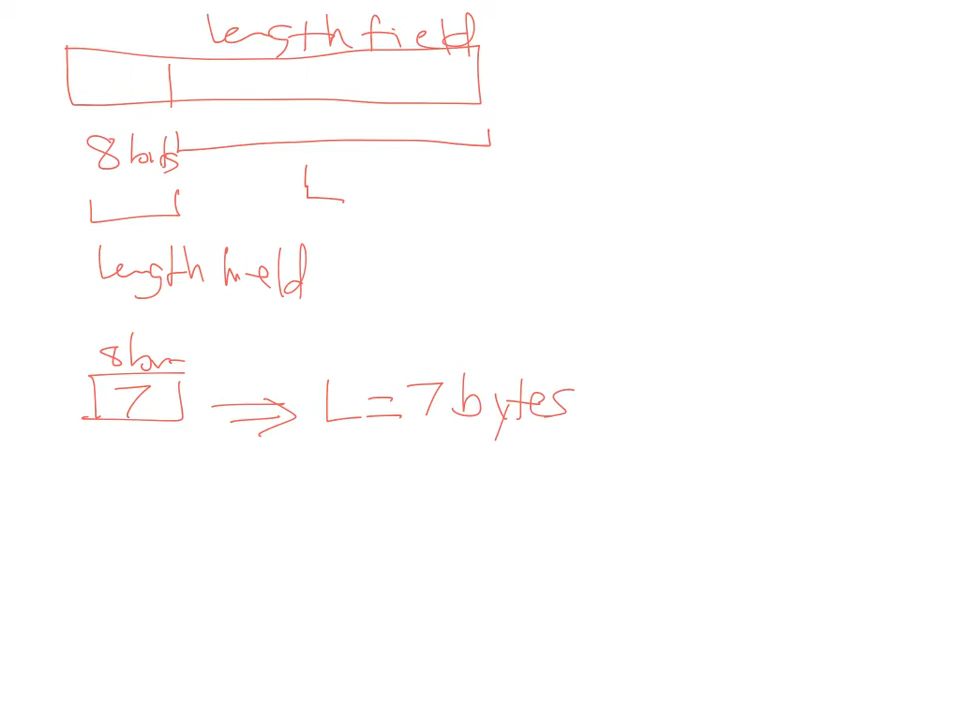 length field
8 bits
L
length field
8 bits
7 ⇒ L = 7 bytes